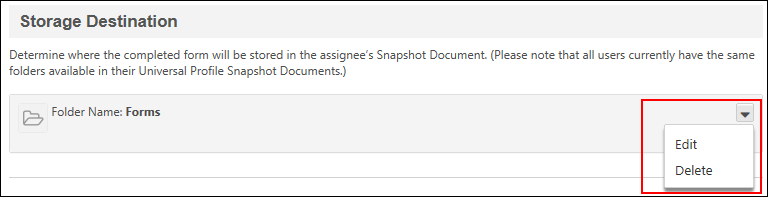 Storage Destination
Determine where the completed form will be stored in the assignee's Snapshot Document. (Please note that all users currently have the same
folders available in their Universal Profile Snapshot Documents.)
Folder Name: Forms
Edit
Delete